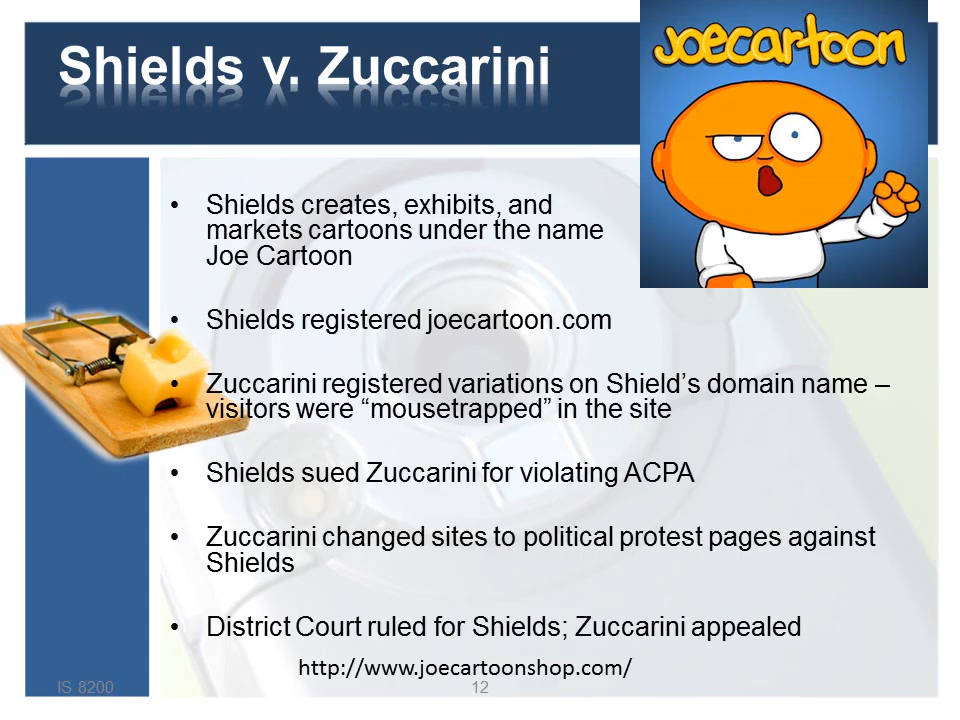 joecartoon
Shields v. Zuccarini
• Shields creates, exhibits, and
markets cartoons under the name
Joe Cartoon
• Shields registered joecartoon.com
• Zuccarini registered variations on Shield’s domain name –
visitors were “mousetrapped” in the site
• Shields sued Zuccarini for violating ACPA
• Zuccarini changed sites to political protest pages against
Shields
• District Court ruled for Shields; Zuccarini appealed
http://www.joecartoonshop.com/
IS 8200
12